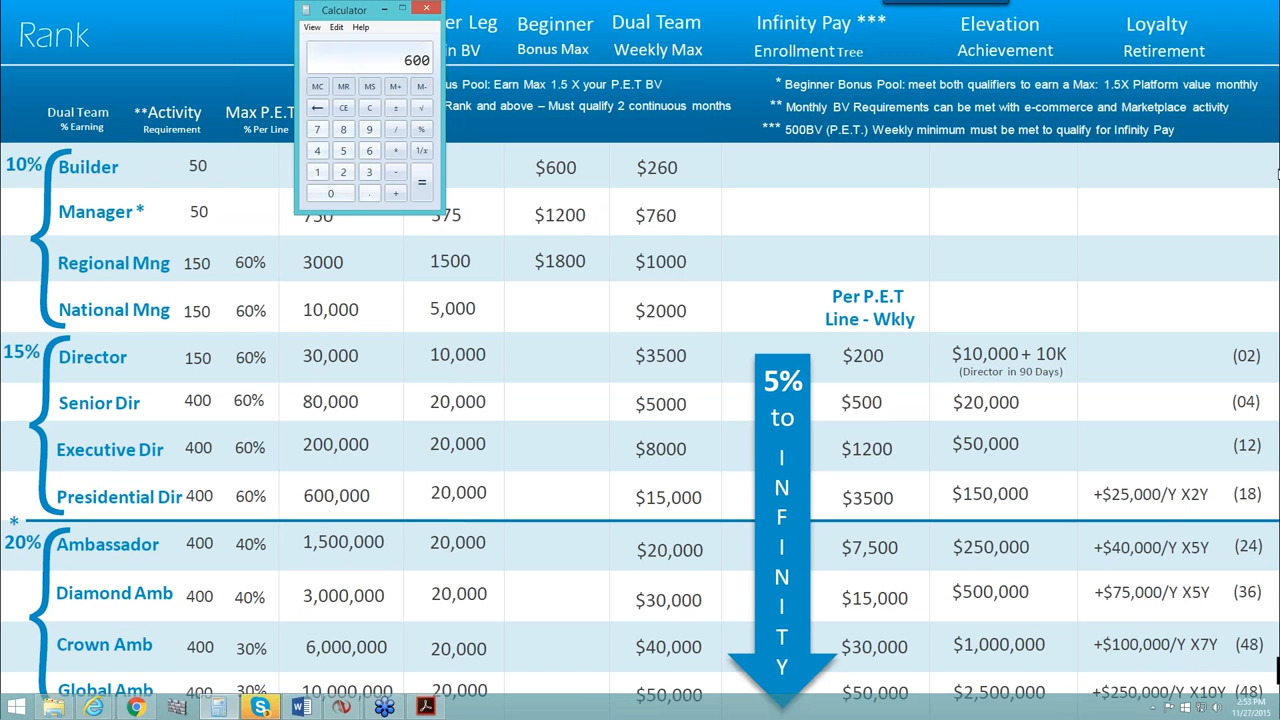 Rank
Calculator
View Edit Help
600
MC MR MS M+ M-
← CE C ± √
7 8 9 / %
4 5 6 * 1/x
1 2 3 - =
0 . +
er Leg
in BV
Beginner
Bonus Max
Dual Team
Weekly Max
Infinity Pay ***
Enrollment Tree
Elevation
Achievement
Loyalty
Retirement
us Pool: Earn Max 1.5 X your P.E.T BV
Rank and above – Must qualify 2 continuous months
* Beginner Bonus Pool: meet both qualifiers to earn a Max: 1.5X Platform value monthly
** Monthly BV Requirements can be met with e-commerce and Marketplace activity
*** 500BV (P.E.T.) Weekly minimum must be met to qualify for Infinity Pay
Dual Team
% Earning
**Activity
Requirement
Max P.E.T
% Per Line
10% Builder 50 $600 $260
Manager * 50 750 375 $1200 $760
Regional Mng 150 60% 3000 1500 $1800 $1000
National Mng 150 60% 10,000 5,000 $2000
Per P.E.T
Line - Wkly
15% Director 150 60% 30,000 10,000 $3500 $200 $10,000 + 10K (02)
(Director in 90 Days)
Senior Dir 400 60% 80,000 20,000 $5000 $500 $20,000 (04)
Executive Dir 400 60% 200,000 20,000 $8000 $1200 $50,000 (12)
Presidential Dir 400 60% 600,000 20,000 $15,000 $3500 $150,000 +$25,000/Y X2Y (18)
*
20% Ambassador 400 40% 1,500,000 20,000 $20,000 $7,500 $250,000 +$40,000/Y X5Y (24)
Diamond Amb 400 40% 3,000,000 20,000 $30,000 $15,000 $500,000 +$75,000/Y X5Y (36)
Crown Amb 400 30% 6,000,000 20,000 $40,000 $30,000 $1,000,000 +$100,000/Y X7Y (48)
Global Amb 400 30% 10,000,000 20,000 $50,000 $50,000 $2,500,000 +$250,000/Y X10Y (48)
5%
to
I
N
F
I
N
I
T
Y
2:53 PM
11/27/2015